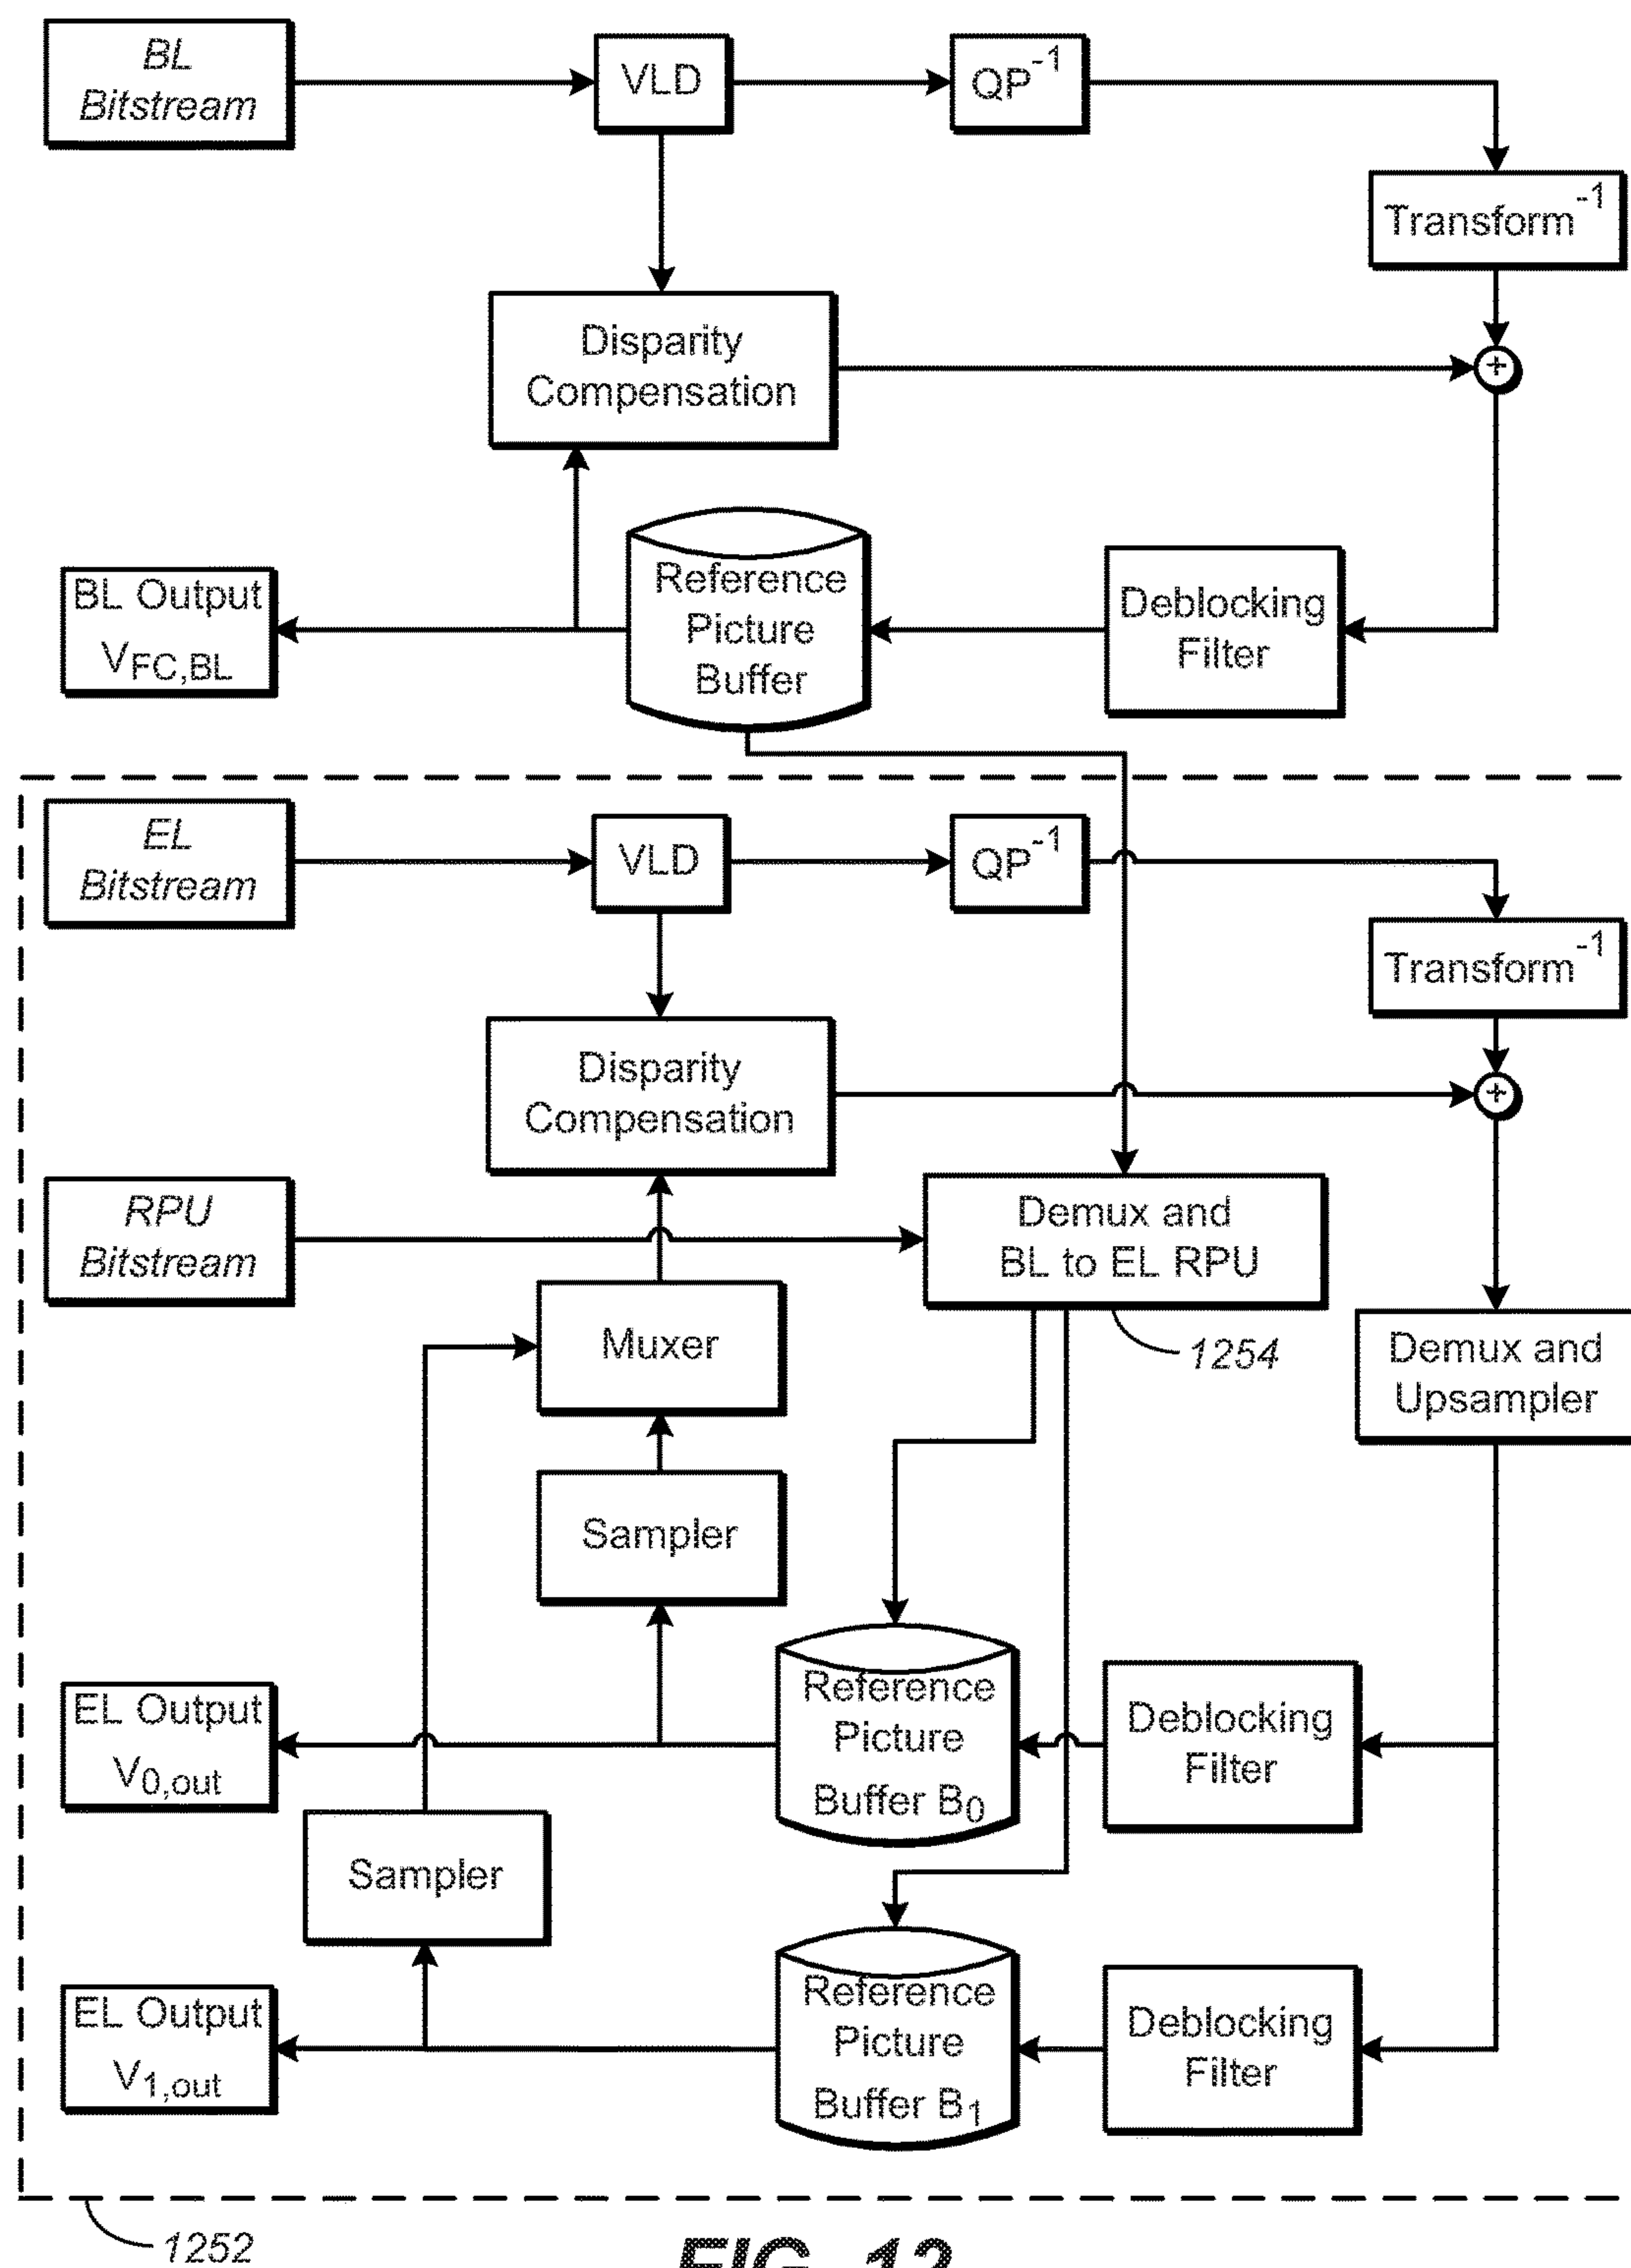 BL
Bitstream
VLD
QP-1
Transform-1
Disparity
Compensation
+
BL Output
VFC,BL
Reference
Picture
Buffer
Deblocking
Filter
EL
Bitstream
VLD
QP-1
Transform-1
Disparity
Compensation
+
RPU
Bitstream
Demux and
BL to EL RPU
1254
Muxer
Demux and
Upsampler
Sampler
EL Output
V0,out
Reference
Picture
Buffer B0
Deblocking
Filter
Sampler
EL Output
V1,out
Reference
Picture
Buffer B1
Deblocking
Filter
1252
FIG. 12